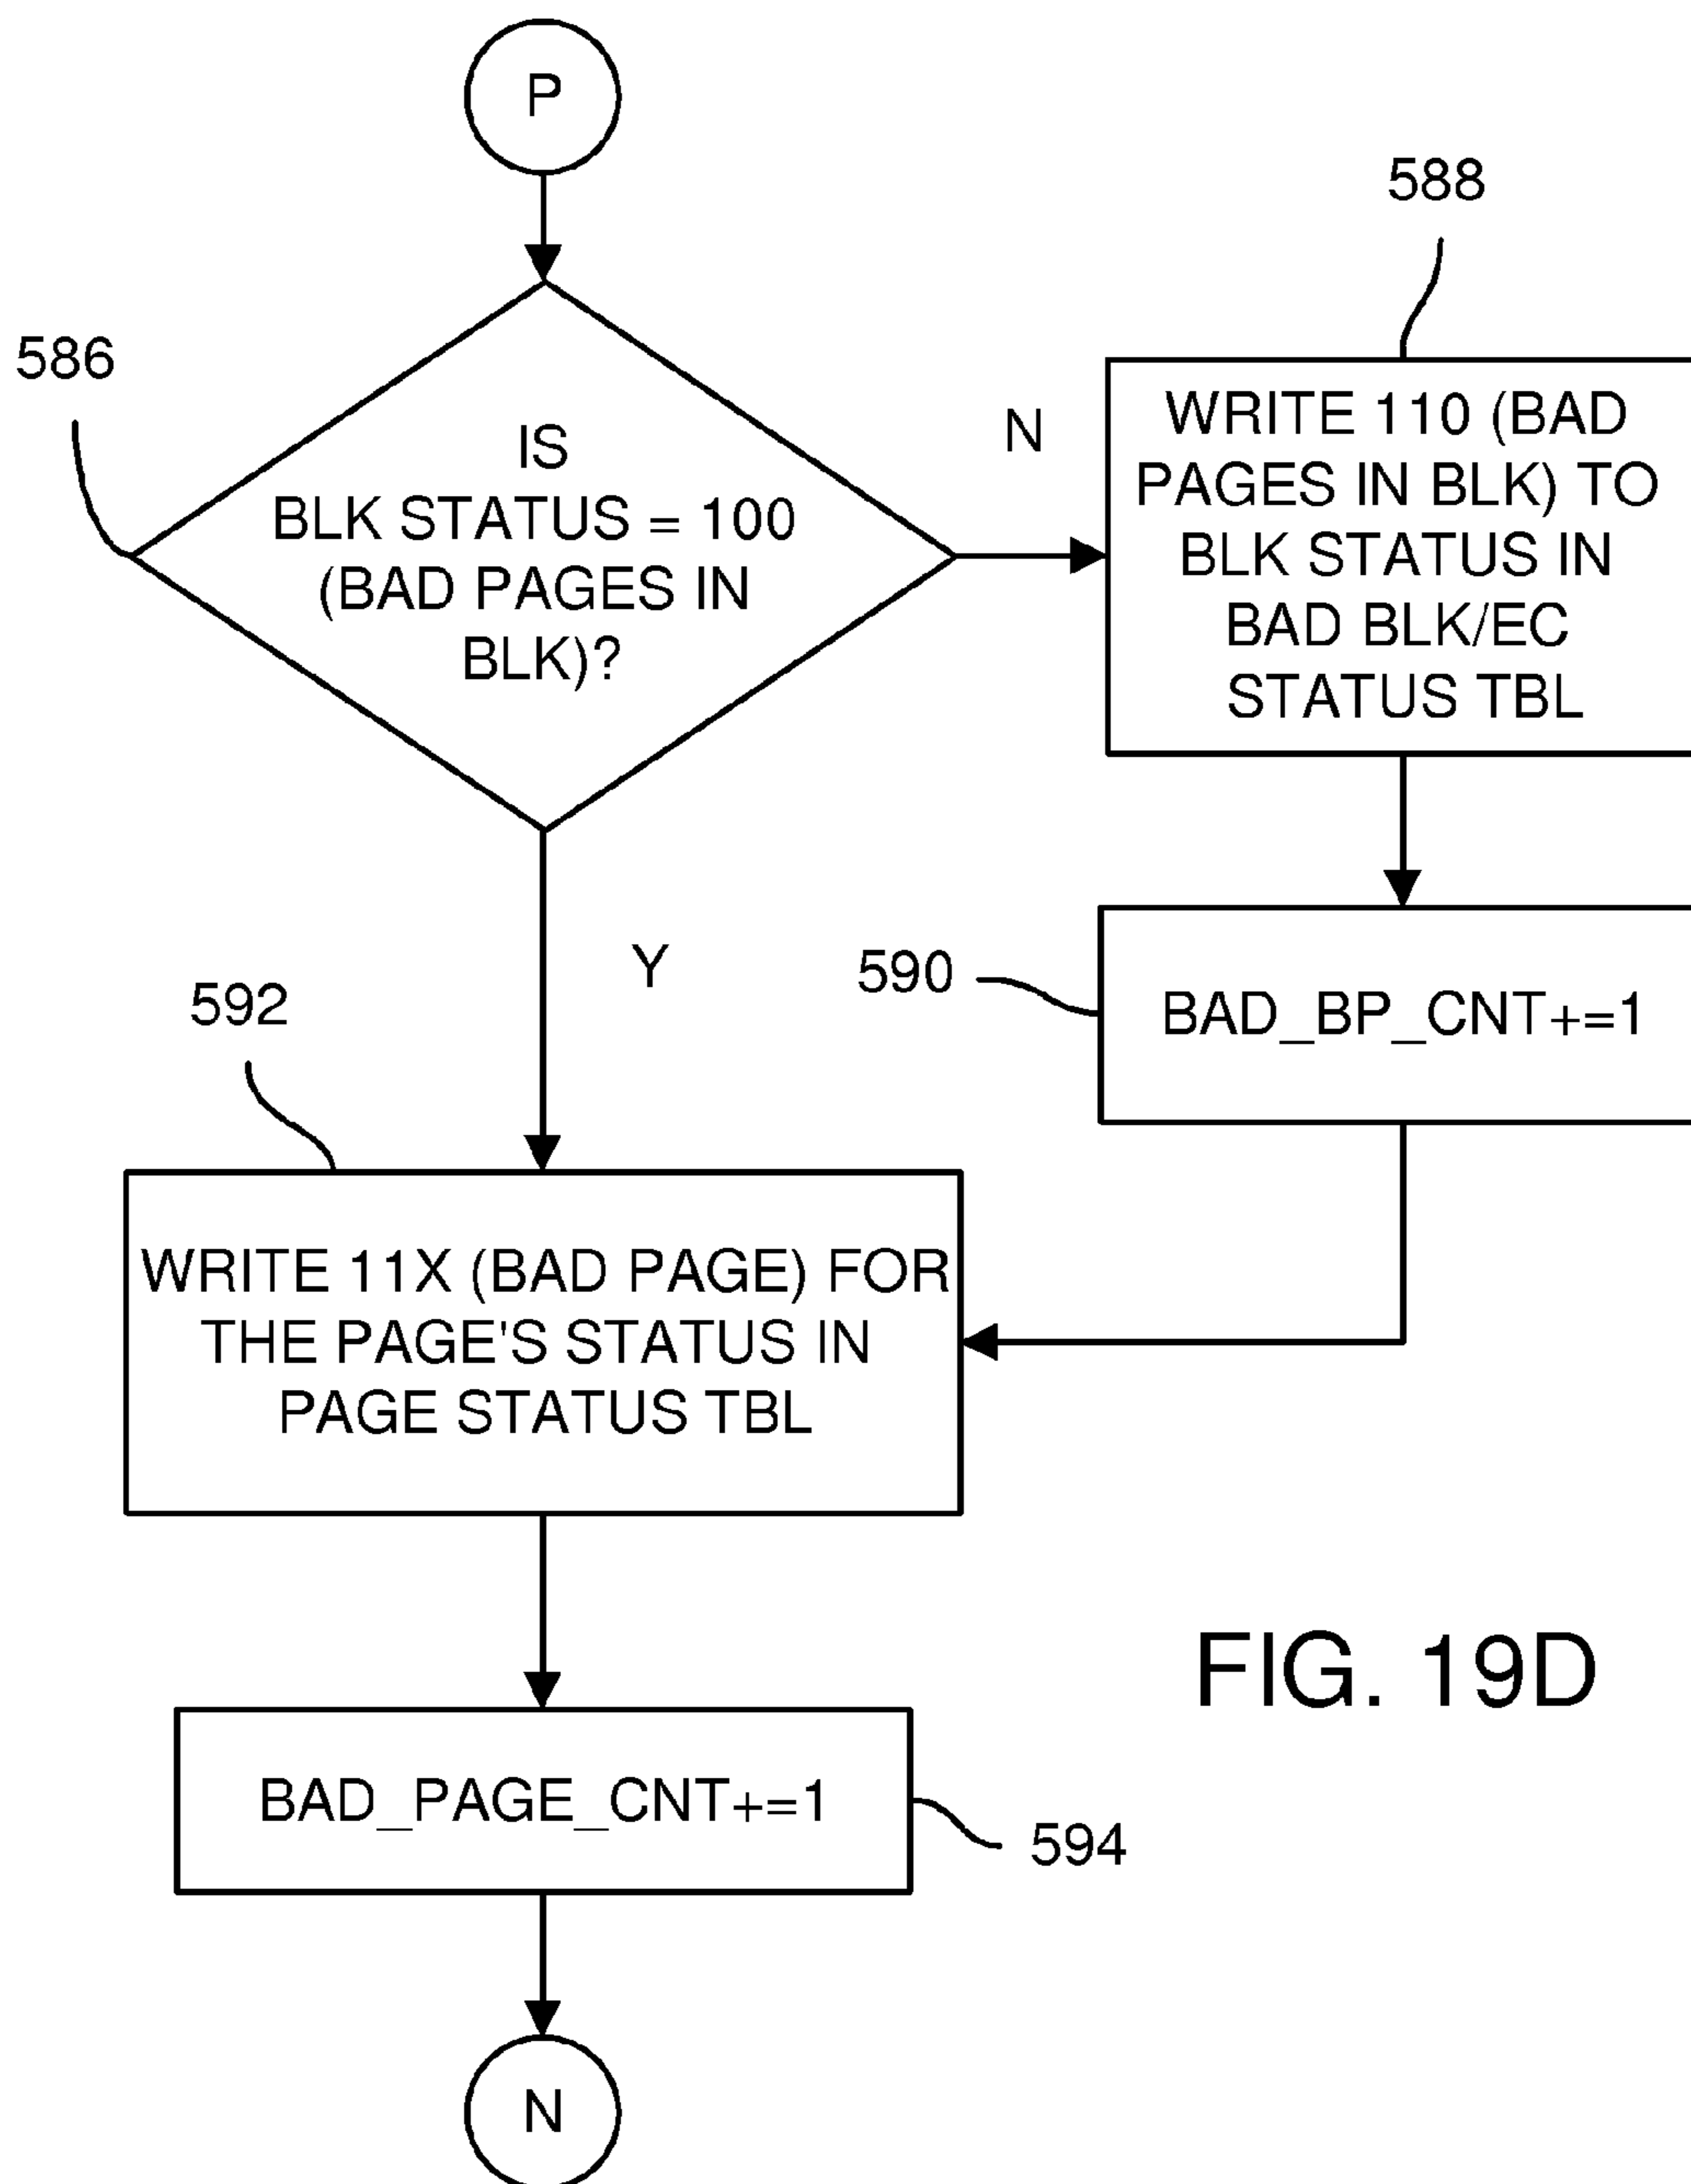 P
588
586
IS
BLK STATUS = 100
(BAD PAGES IN
BLK)?
N
WRITE 110 (BAD
PAGES IN BLK) TO
BLK STATUS IN
BAD BLK/EC
STATUS TBL
Y
590
BAD_BP_CNT+=1
592
WRITE 11X (BAD PAGE) FOR
THE PAGE'S STATUS IN
PAGE STATUS TBL
FIG. 19D
BAD_PAGE_CNT+=1
594
N